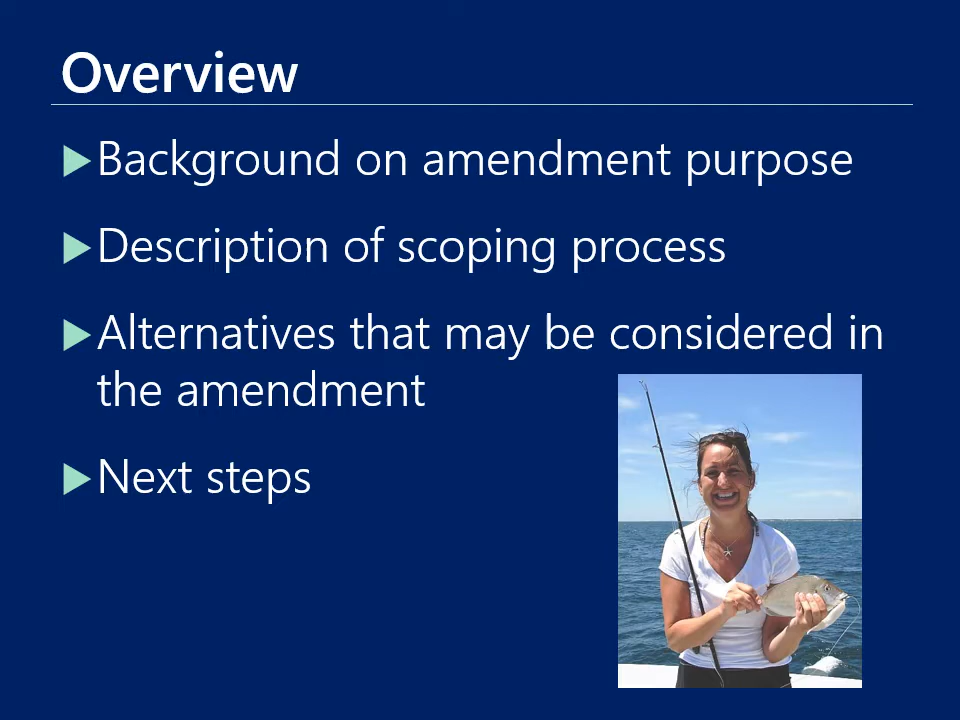 Overview
Background on amendment purpose
Description of scoping process
Alternatives that may be considered in
the amendment
Next steps